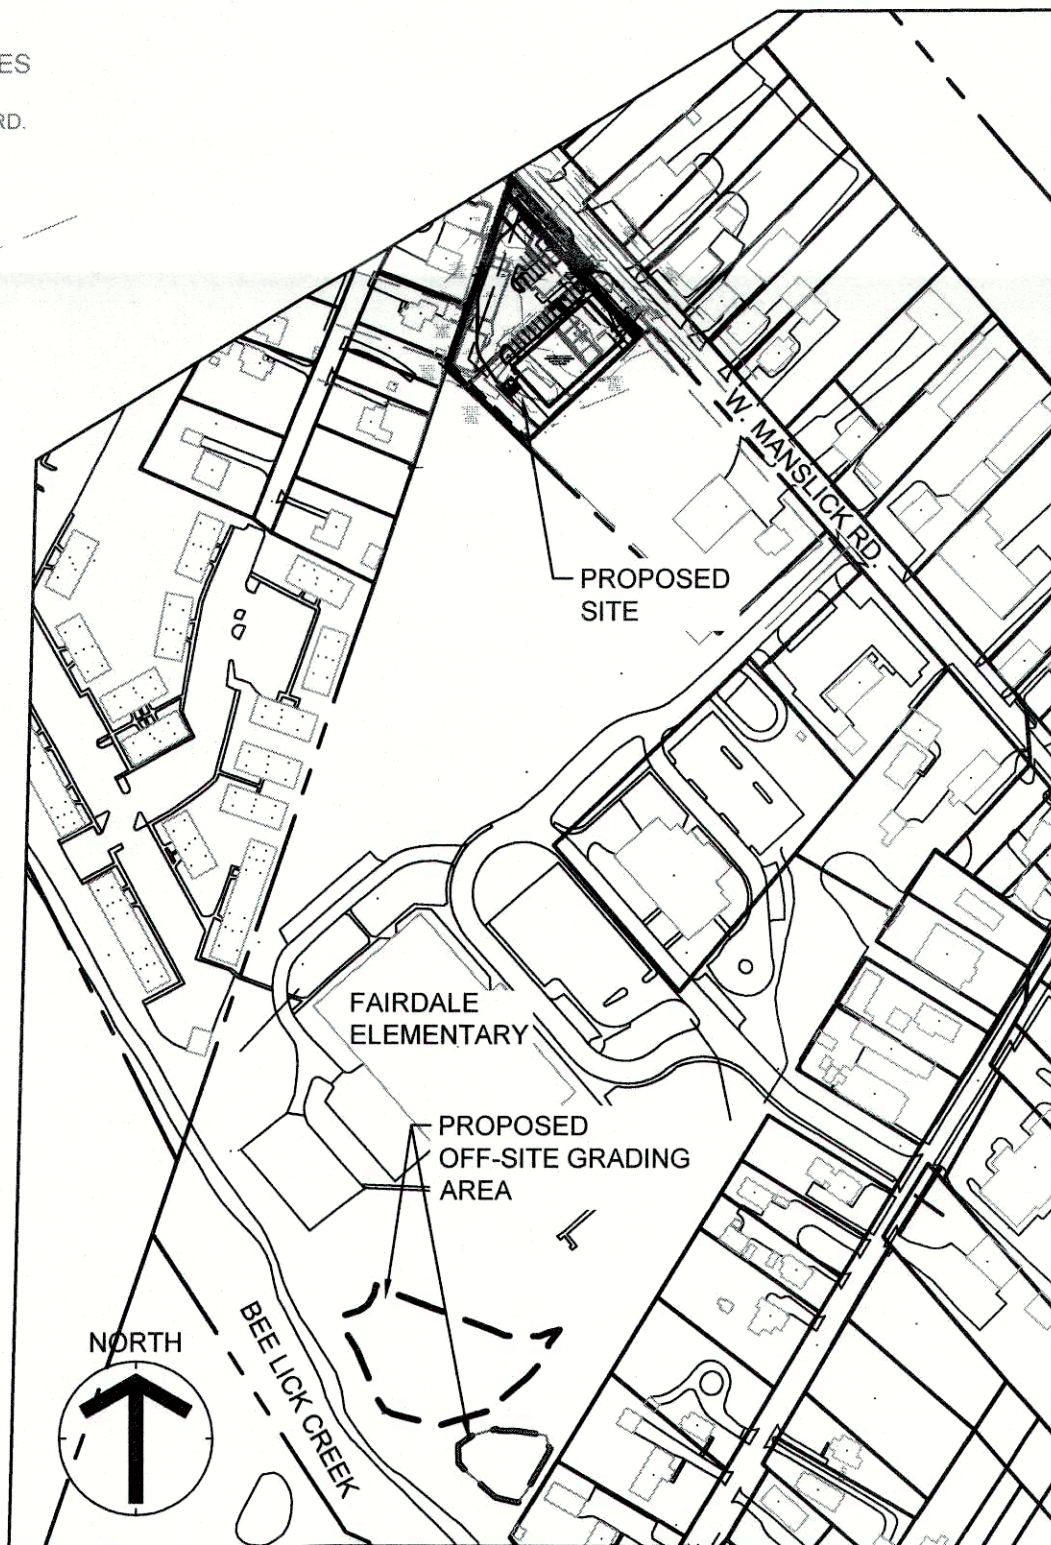 ES
RD.
W. MANSLICK RD.
PROPOSED
SITE
FAIRDALE
ELEMENTARY
PROPOSED
OFF-SITE GRADING
AREA
NORTH
BEE LICK CREEK